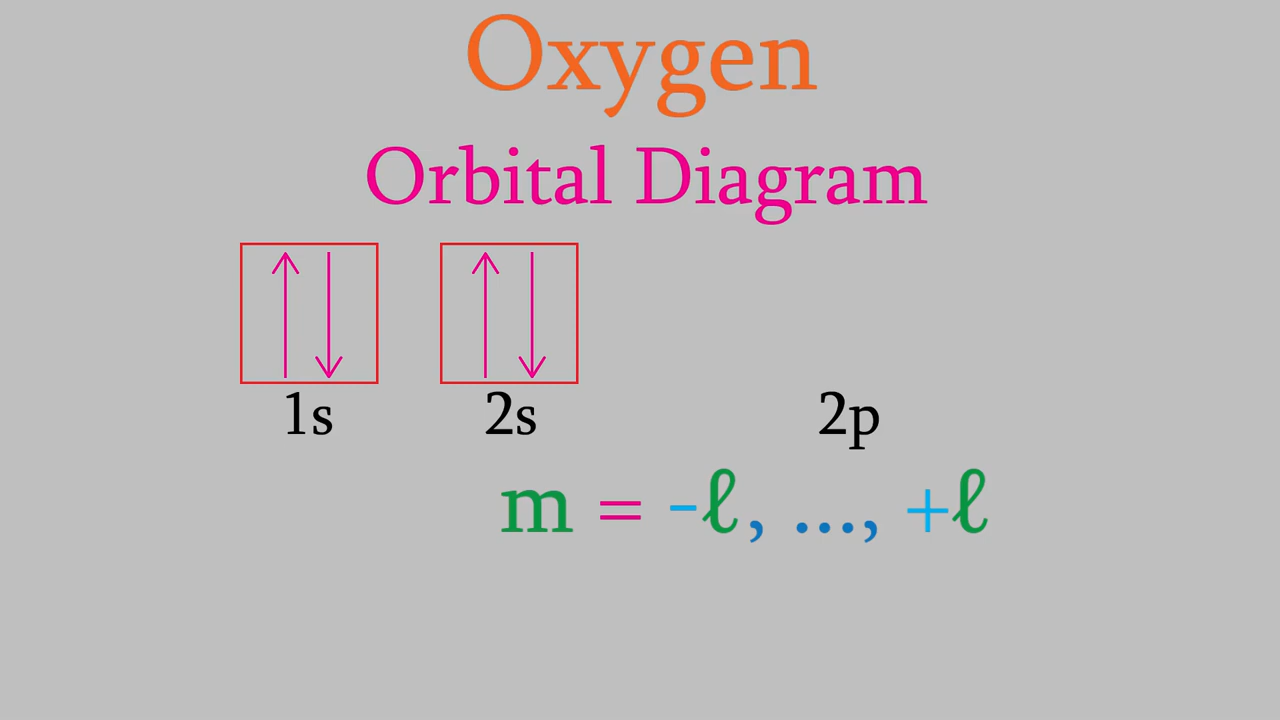 Oxygen
Orbital Diagram
1s 2s 2p
m = -ℓ, ..., +ℓ